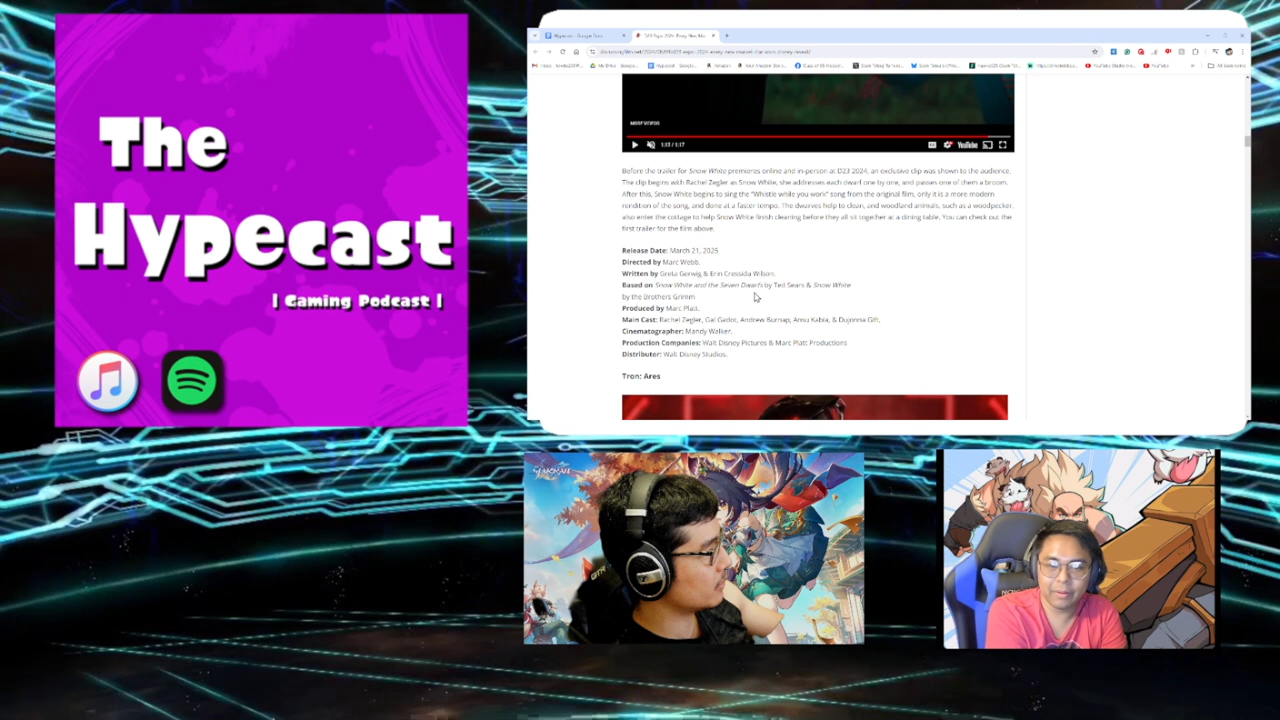 The
Hypecast
| Gaming Podcast |
MORE VIDEOS
1:17 / 1:17
YouTube
Before the trailer for Snow White premieres online and in-person at D23 2024, an exclusive clip was shown to the audience.
The clip begins with Rachel Zegler as Snow White, she addresses each dwarf one by one, and passes one of them a broom.
After this, Snow White begins to sing the "Whistle while you work" song from the original film, only it is a more modern
rendition of the song, and done at a faster tempo. The dwarves help to clean, and woodland animals, such as a woodpecker,
also enter the cottage to help Snow White finish cleaning before they all sit together at a dining table. You can check out the
first trailer for the film above.
Release Date: March 21, 2025
Directed by Marc Webb.
Written by Greta Gerwig & Erin Cressida Wilson.
Based on Snow White and the Seven Dwarfs by Ted Sears & Snow White
by the Brothers Grimm
Produced by Marc Platt.
Main Cast: Rachel Zegler, Gal Gadot, Andrew Burnap, Ansu Kabia, & Dujonna Gift.
Cinematographer: Mandy Walker.
Production Companies: Walt Disney Pictures & Marc Platt Productions
Distributor: Walt Disney Studios.
Tron: Ares
GTR